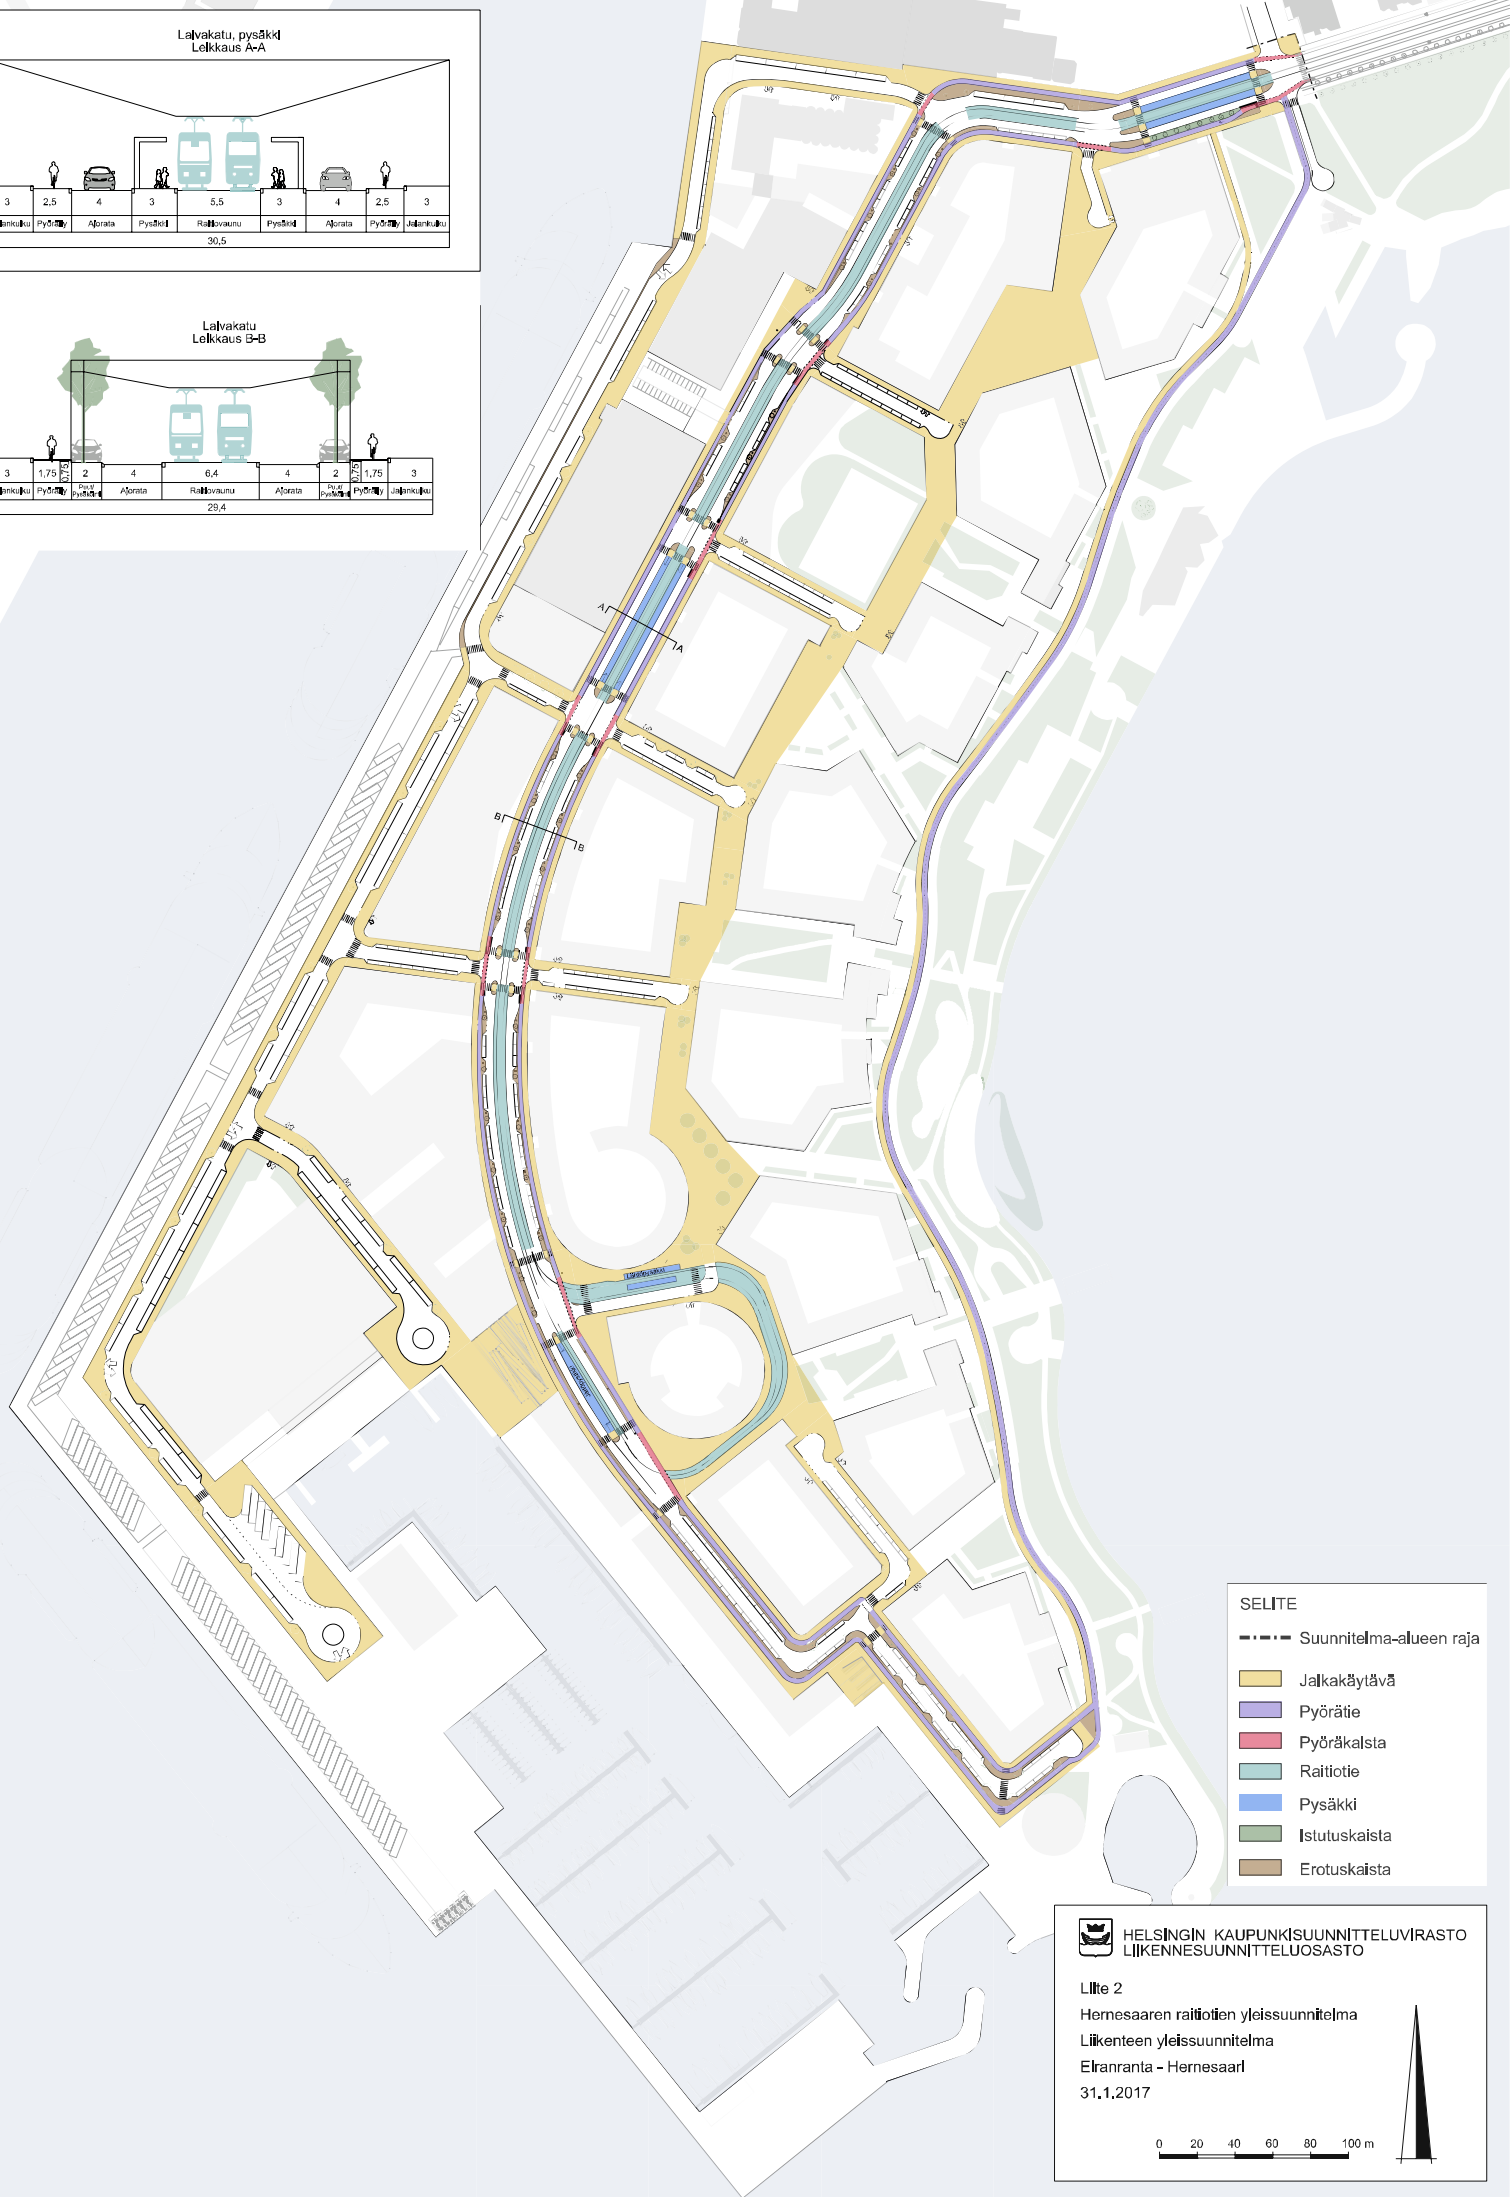 Laivakatu, pysäkki
Leikkaus A-A
3 2,5 4 3 5,5 3 4 2,5 3
Pyörätie Ajorata Pysäkki Raitiovaunu Pysäkki Ajorata Pyörätie Jalankulku
30,5
Laivakatu
Leikkaus B-B
3 1,75 0,75 2 4 6,4 4 2 0,75 1,75 3
Pyörätie Puut/ Pysäköinti Ajorata Raitiovaunu Ajorata Puut/ Pysäköinti Pyörätie Jalankulku
29,4
A
A
B
B
SELITE
Suunnitelma-alueen raja
Jalkakäytävä
Pyörätie
Pyöräkaista
Raitiotie
Pysäkki
Istutuskaista
Erotuskaista
HELSINGIN KAUPUNKISUUNNITTELUVIRASTO
LIIKENNESUUNNITTELUOSASTO
Liite 2
Hernesaaren raitiotien yleissuunnitelma
Liikenteen yleissuunnitelma
Eiranranta - Hernesaari
31.1.2017
0 20 40 60 80 100 m